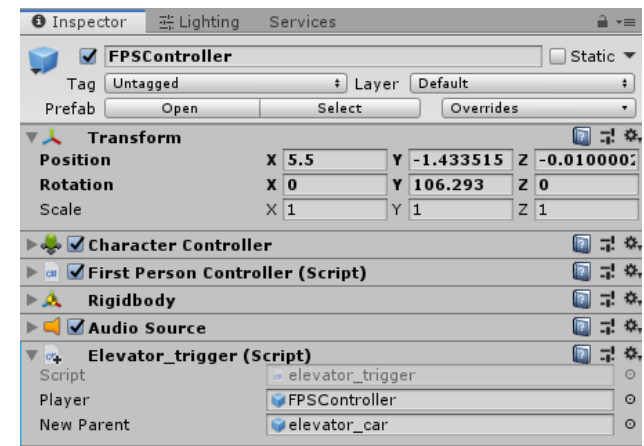 Inspector Lighting Services
FPSController Static
Tag Untagged Layer Default
Prefab Open Select Overrides
Transform
Position X 5.5 Y -1.433515 Z -0.0100002
Rotation X 0 Y 106.293 Z 0
Scale X 1 Y 1 Z 1
Character Controller
First Person Controller (Script)
Rigidbody
Audio Source
Elevator_trigger (Script)
Script elevator_trigger
Player FPSController
New Parent elevator_car